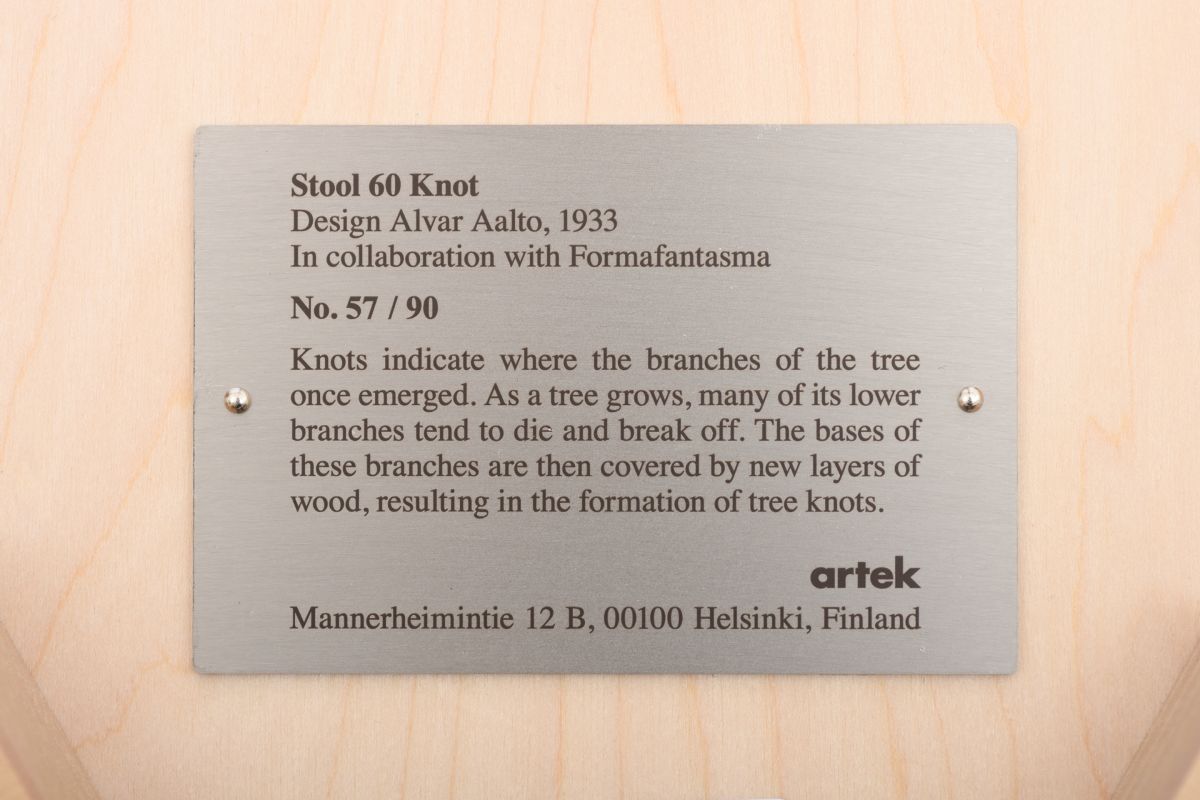 Stool 60 Knot
Design Alvar Aalto, 1933
In collaboration with Formafantasma
No. 57 / 90
Knots indicate where the branches of the tree
once emerged. As a tree grows, many of its lower
branches tend to die and break off. The bases of
these branches are then covered by new layers of
wood, resulting in the formation of tree knots.
artek
Mannerheimintie 12 B, 00100 Helsinki, Finland